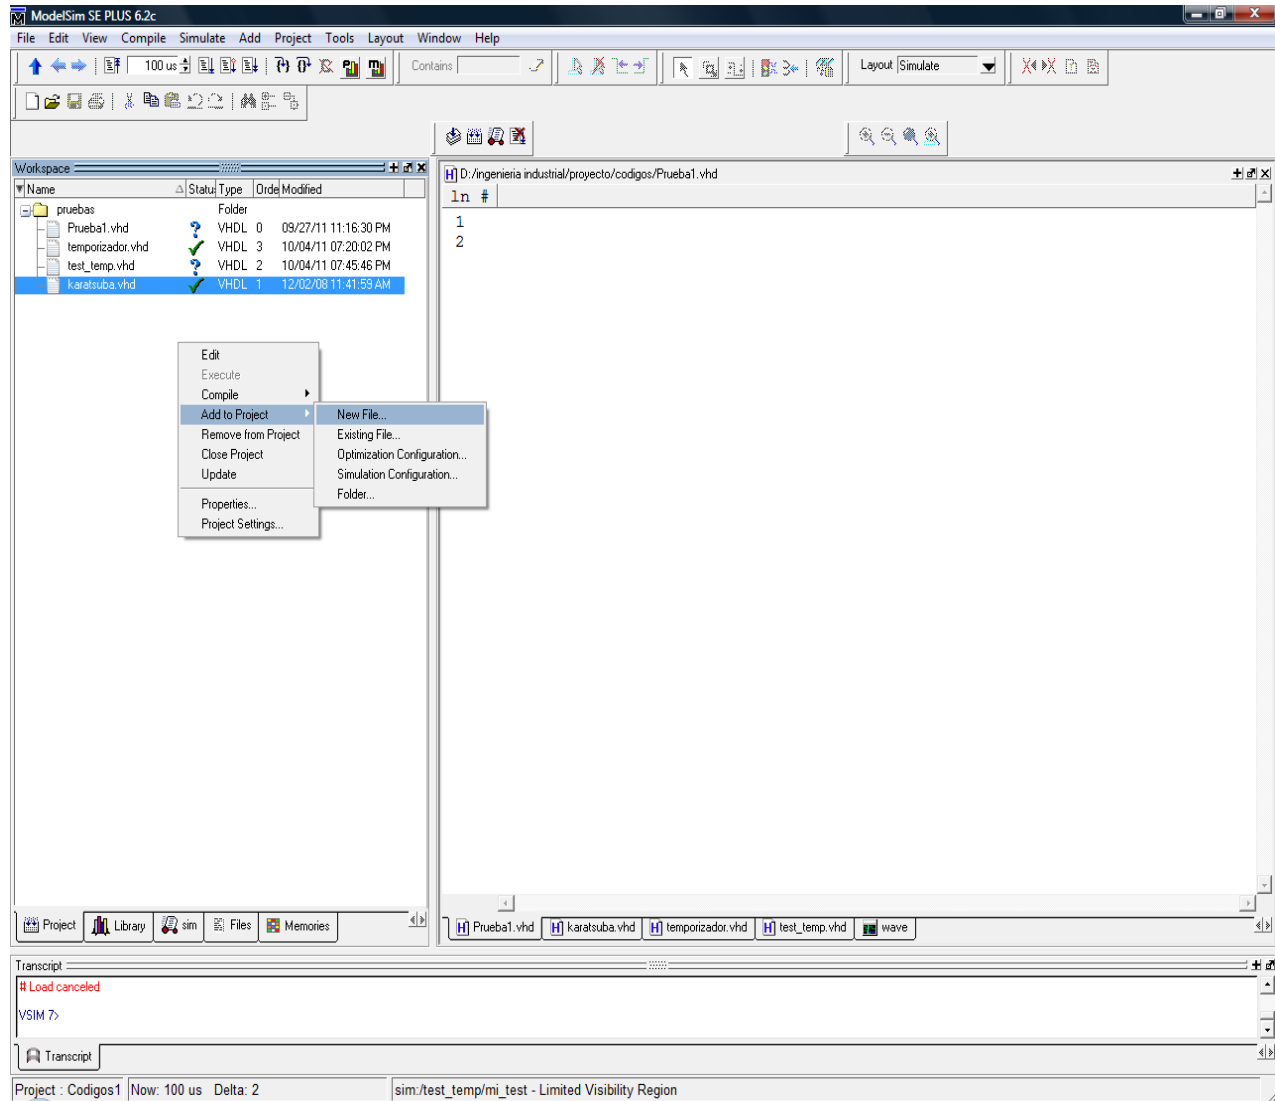 ModelSim SE PLUS 6.2c
File Edit View Compile Simulate Add Project Tools Layout Window Help
100 us Contains Layout Simulate
Workspace
Name Statu Type Orde Modified
pruebas Folder
Prueba1.vhd ? VHDL 0 09/27/11 11:16:30 PM
temporizador.vhd VHDL 3 10/04/11 07:20:02 PM
test_temp.vhd ? VHDL 2 10/04/11 07:45:46 PM
karatsuba.vhd VHDL 1 12/02/08 11:41:59 AM
Edit
Execute
Compile
Add to Project
Remove from Project
Close Project
Update
Properties...
Project Settings...
New File...
Existing File...
Optimization Configuration...
Simulation Configuration...
Folder...
D:/ingenieria industrial/proyecto/codigos/Prueba1.vhd
ln #
1
2
Project Library sim Files Memories
Prueba1.vhd karatsuba.vhd temporizador.vhd test_temp.vhd wave
Transcript
# Load canceled
VSIM 7>
Transcript
Project : Codigos1 Now: 100 us Delta: 2 sim:/test_temp/mi_test - Limited Visibility Region